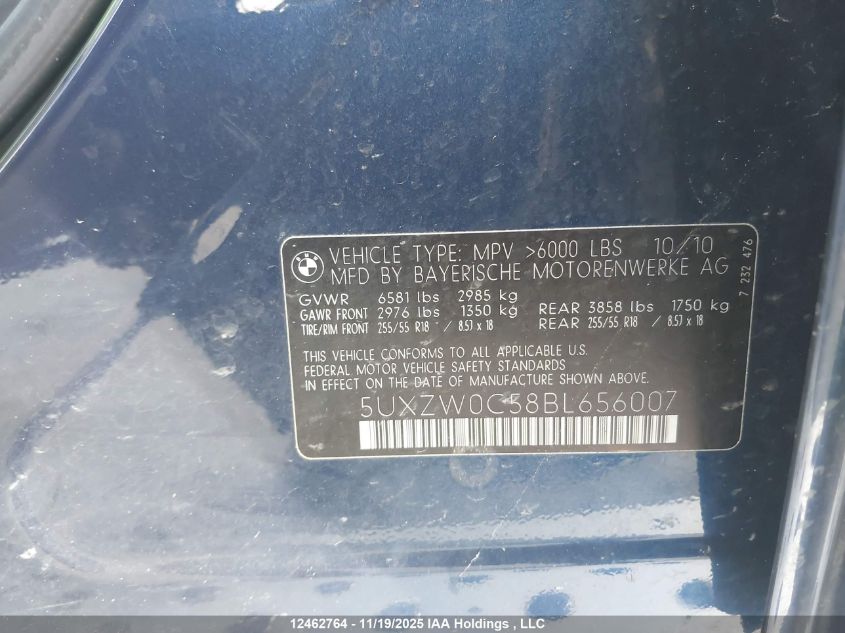 VEHICLE TYPE: MPV >6000 LBS 10/10
MFD BY BAYERISCHE MOTORENWERKE AG
GVWR 6581 lbs 2985 kg
GAWR FRONT 2976 lbs 1350 kg REAR 3858 lbs 1750 kg
TIRE/RIM FRONT 255/55 R18 / 8.5J x 18 REAR 255/55 R18 / 8.5J x 18
THIS VEHICLE CONFORMS TO ALL APPLICABLE U.S.
FEDERAL MOTOR VEHICLE SAFETY STANDARDS
IN EFFECT ON THE DATE OF MANUFACTURE SHOWN ABOVE.
5UXZW0C58BL656007
7 232 476
12462764 - 11/19/2025 IAA Holdings , LLC